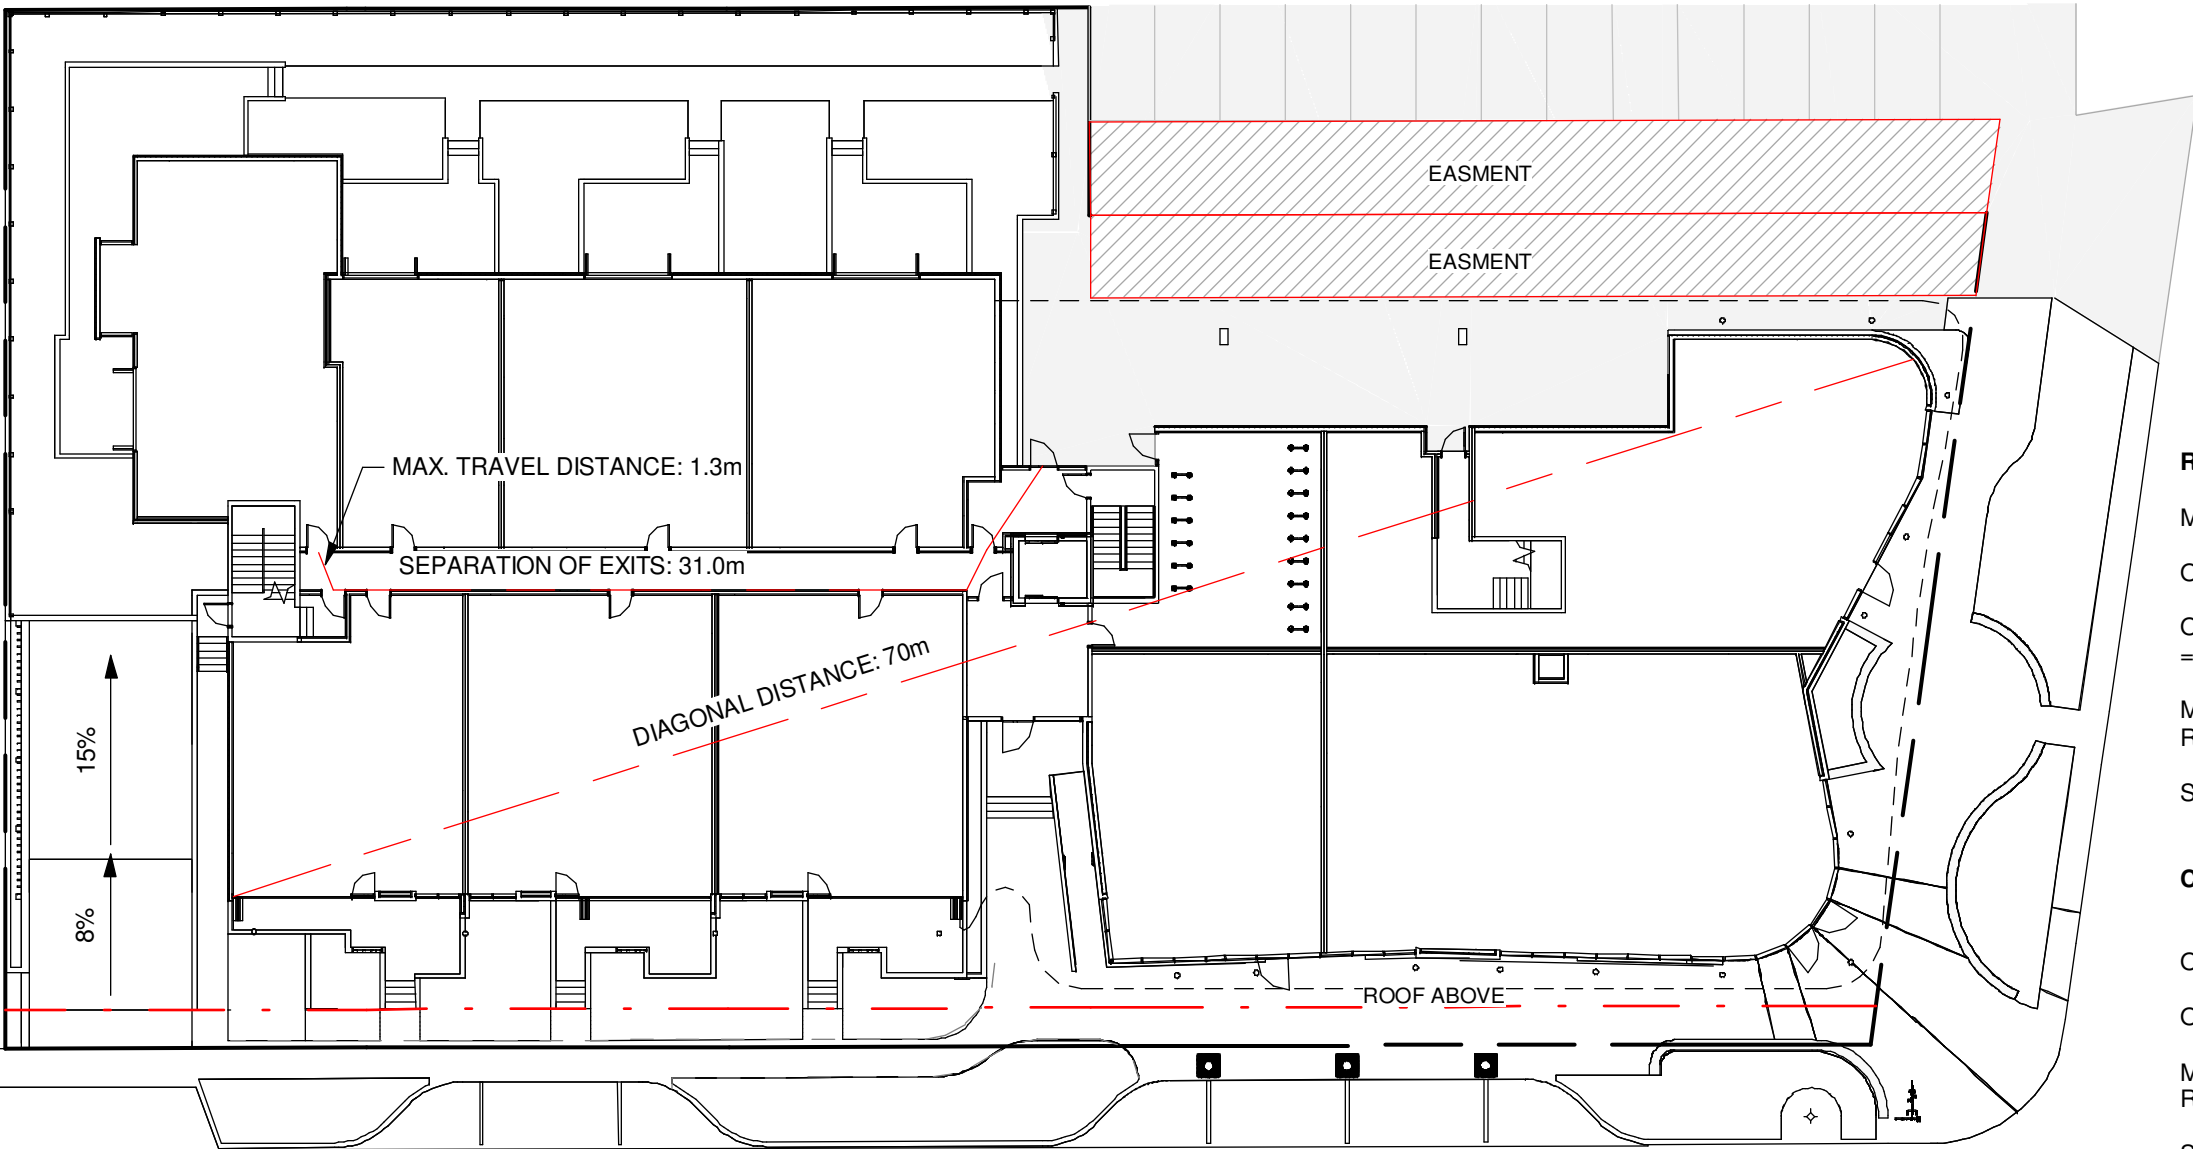 EASMENT
EASMENT
MAX. TRAVEL DISTANCE: 1.3m
SEPARATION OF EXITS: 31.0m
DIAGONAL DISTANCE: 70m
15%
8%
ROOF ABOVE
R
M
=
M
R
S
M
R